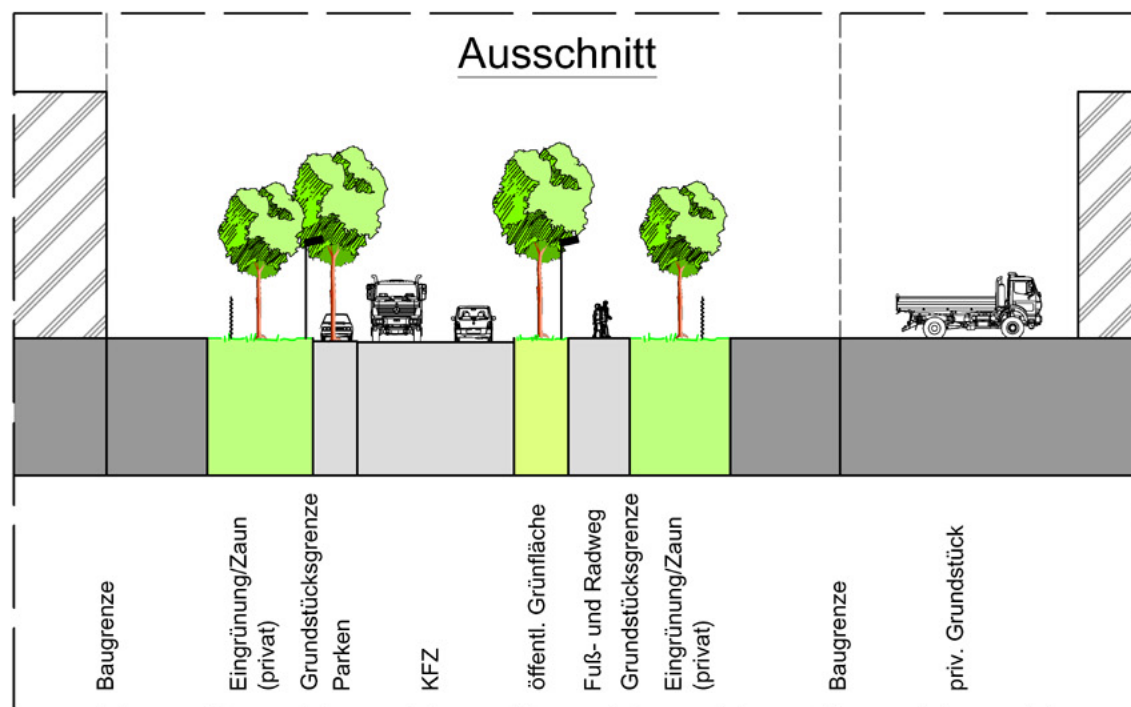 Ausschnitt
Baugrenze
Eingrünung/Zaun
(privat)
Grundstücksgrenze
Parken
KFZ
öffentl. Grünfläche
Fuß- und Radweg
Grundstücksgrenze
Eingrünung/Zaun
(privat)
Baugrenze
priv. Grundstück